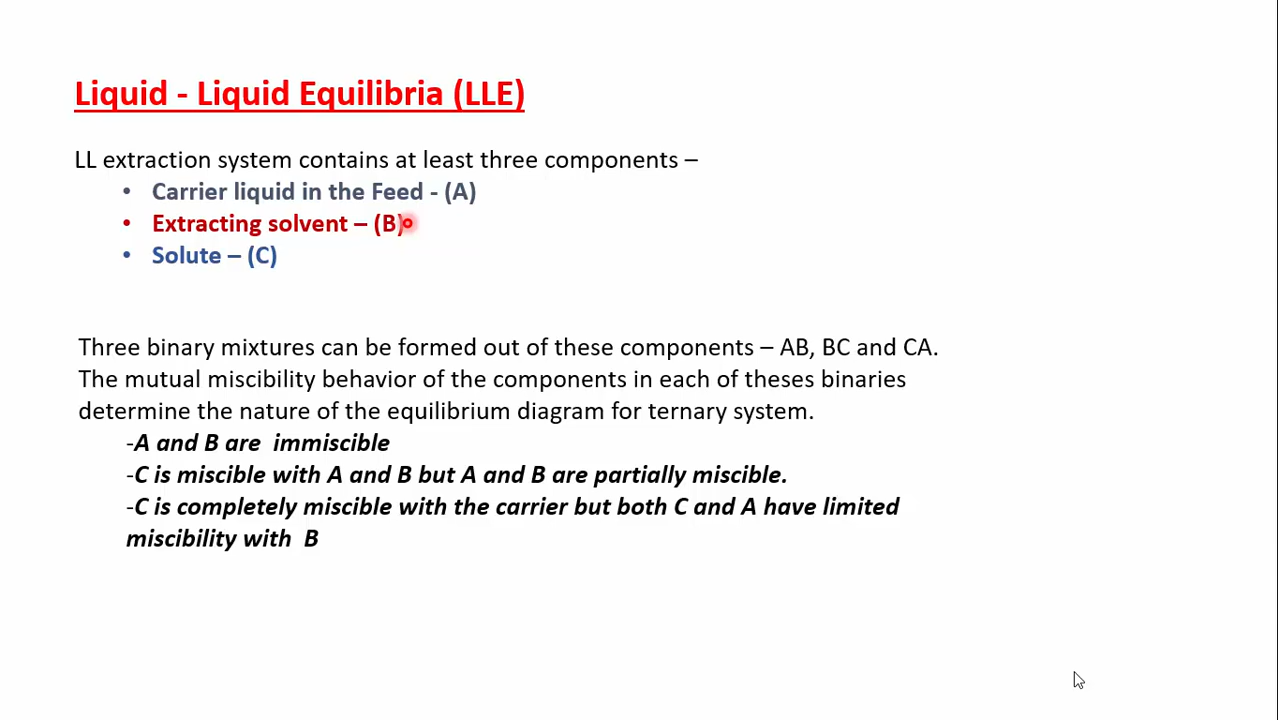 Liquid - Liquid Equilibria (LLE)
LL extraction system contains at least three components –
• Carrier liquid in the Feed - (A)
• Extracting solvent – (B)
• Solute – (C)
Three binary mixtures can be formed out of these components – AB, BC and CA.
The mutual miscibility behavior of the components in each of theses binaries
determine the nature of the equilibrium diagram for ternary system.
-A and B are immiscible
-C is miscible with A and B but A and B are partially miscible.
-C is completely miscible with the carrier but both C and A have limited
miscibility with B